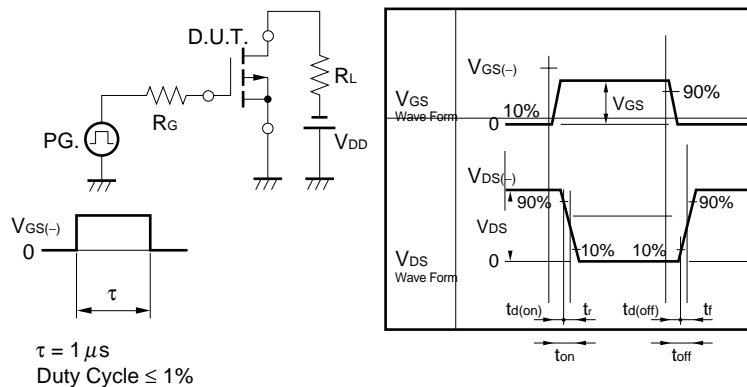 D.U.T.
RL
RG
PG.
VDD
VGS(−)
0
τ
τ = 1 μs
Duty Cycle ≤ 1%
VGS
Wave Form
VGS(−)
10%
0
VGS
90%
VDS
Wave Form
VDS(−)
90%
VDS
0
10%
10%
90%
td(on)
tr
td(off)
tf
ton
toff